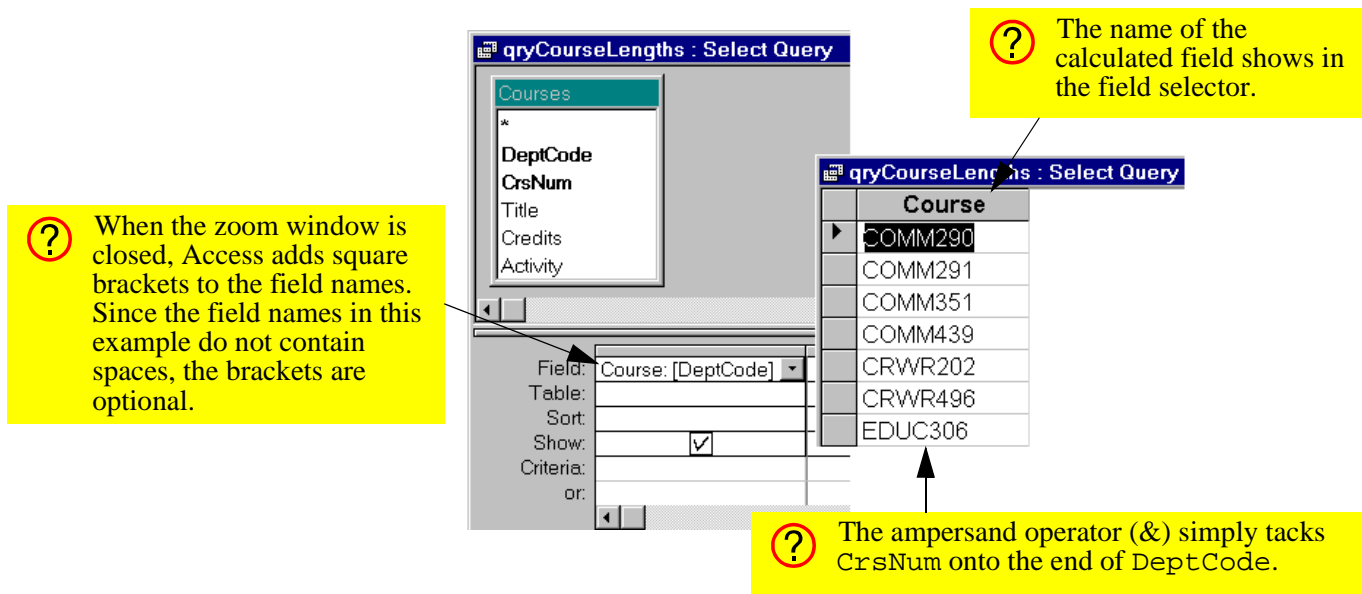 ?
The name of the
calculated field shows in
the field selector.
qryCourseLengths : Select Query
Courses
*
DeptCode
CrsNum
Title
Credits
Activity
?
When the zoom window is
closed, Access adds square
brackets to the field names.
Since the field names in this
example do not contain
spaces, the brackets are
optional.
Field: Course: [DeptCode]
Table:
Sort:
Show:
Criteria:
or:
qryCourseLengths : Select Query
Course
COMM290
COMM291
COMM351
COMM439
CRWR202
CRWR496
EDUC306
?
The ampersand operator (&) simply tacks
CrsNum onto the end of DeptCode.